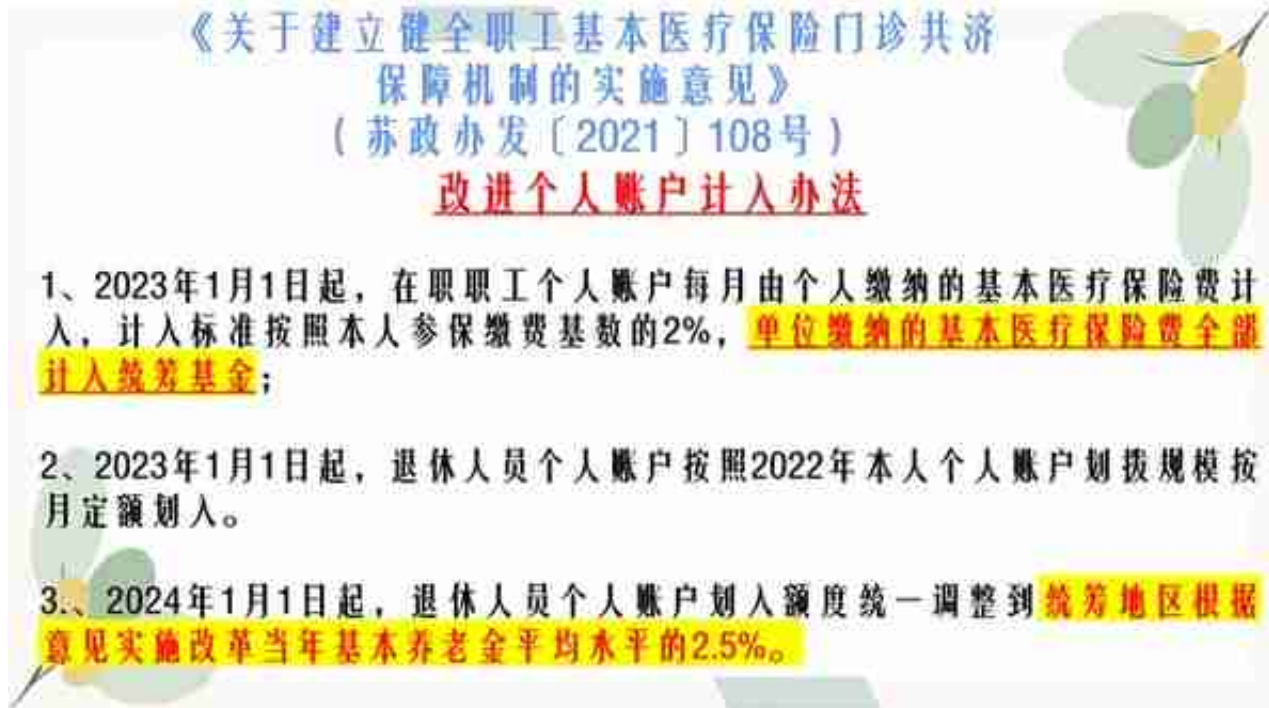 《关于建立健全职工基本医疗保险门诊共济
保障机制的实施意见》
(苏政办发〔2021〕108号)
改进个人账户计入办法
1、2023年1月1日起，在职职工个人账户每月由个人缴纳的基本医疗保险费计
入，计入标准按照本人参保缴费基数的2%，单位缴纳的基本医疗保险费全部
计入统筹基金；
2、2023年1月1日起，退休人员个人账户按照2022年本人个人账户划拨规模按
月定额划入。
3.、2024年1月1日起，退休人员个人账户划入额度统一调整到统筹地区根据
意见实施改革当年基本养老金平均水平的2.5%。